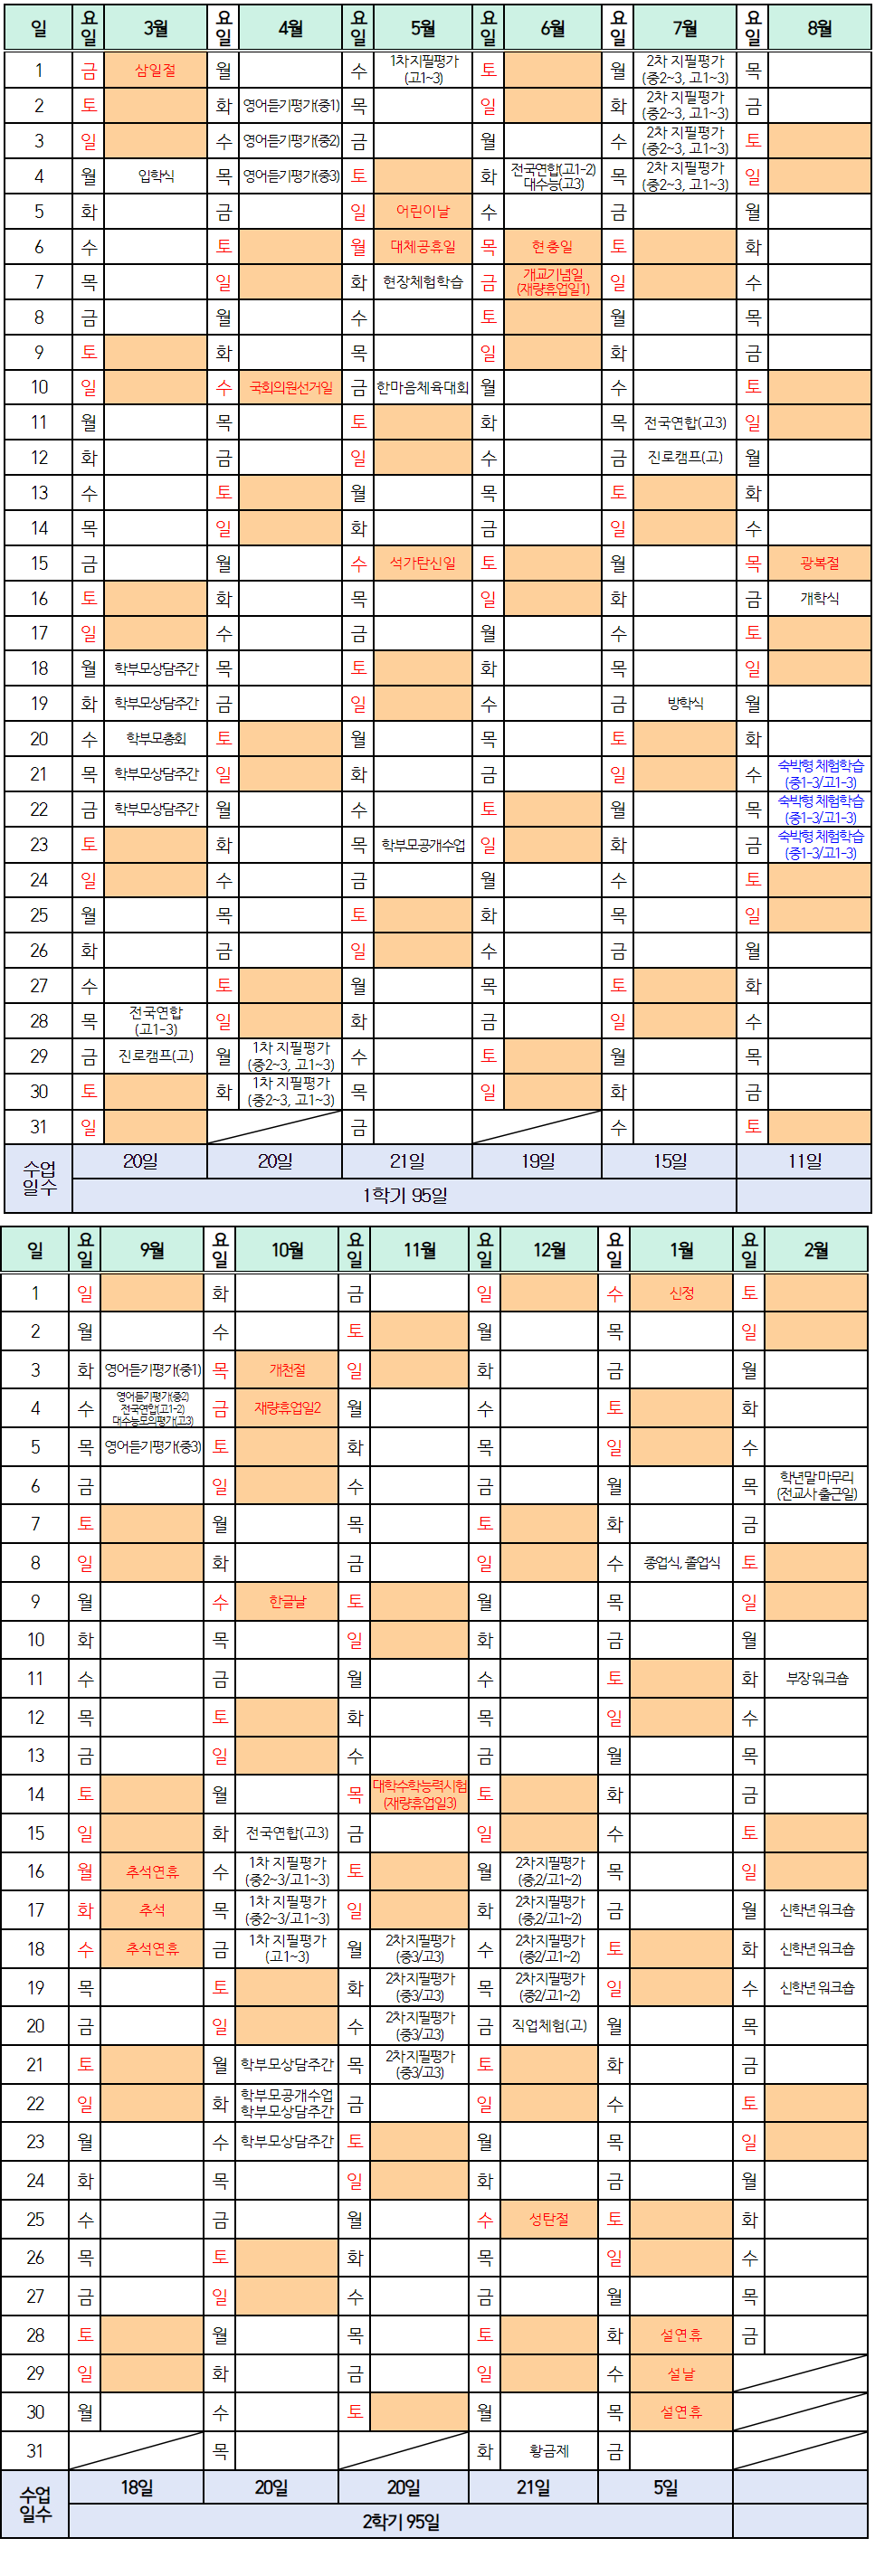 일 요일 3월 요일 4월 요일 5월 요일 6월 요일 7월 요일 8월
1 금 삼일절 월 수 1차 지필평가 (고1~3) 토 월 2차 지필평가 (중2~3, 고1~3) 목
2 토 화 영어듣기평가(중1) 목 일 화 2차 지필평가 (중2~3, 고1~3) 금
3 일 수 영어듣기평가(중2) 금 월 수 2차 지필평가 (중2~3, 고1~3) 토
4 월 입학식 목 영어듣기평가(중3) 토 화 전국연합(고1-2) 대수능(고3) 목 2차 지필평가 (중2~3, 고1~3) 일
5 화 금 일 어린이날 수 금 월
6 수 토 월 대체공휴일 목 현충일 토 화
7 목 일 화 현장체험학습 금 개교기념일 (재량휴업일1) 일 수
8 금 월 수 토 월 목
9 토 화 목 일 화 금
10 일 수 국회의원선거일 금 한마음체육대회 월 수 토
11 월 목 토 화 목 전국연합(고3) 일
12 화 금 일 수 금 진로캠프(고) 월
13 수 토 월 목 토 화
14 목 일 화 금 일 수
15 금 월 수 석가탄신일 토 월 목 광복절
16 토 화 목 일 화 금 개학식
17 일 수 금 월 수 토
18 월 학부모상담주간 목 토 화 목 일
19 화 학부모상담주간 금 일 수 금 방학식 월
20 수 학부모총회 토 월 목 토 화
21 목 학부모상담주간 일 화 금 일 수 숙박형 체험학습 (중1-3/고1-3)
22 금 학부모상담주간 월 수 토 월 목 숙박형 체험학습 (중1-3/고1-3)
23 토 화 목 학부모공개수업 일 화 금 숙박형 체험학습 (중1-3/고1-3)
24 일 수 금 월 수 토
25 월 목 토 화 목 일
26 화 금 일 수 금 월
27 수 토 월 목 토 화
28 목 전국연합 (고1-3) 일 화 금 일 수
29 금 진로캠프(고) 월 1차 지필평가 (중2~3, 고1~3) 수 토 월 목
30 토 화 1차 지필평가 (중2~3, 고1~3) 목 일 화 금
31 일 금 수 토
수업일수 20일 20일 21일 19일 15일 11일
1학기 95일
일 요일 9월 요일 10월 요일 11월 요일 12월 요일 1월 요일 2월
1 일 화 금 일 수 신정 토
2 월 수 토 월 목 일
3 화 영어듣기평가(중1) 목 개천절 일 화 금 월
4 수 영어듣기평가(중2) 전국연합(고1-2) 대수능모의평가(고3) 금 재량휴업일2 월 수 토 화
5 목 영어듣기평가(중3) 토 화 목 일 수
6 금 일 수 금 월 목 학년말 마무리 (전교사 출근일)
7 토 월 목 토 화 금
8 일 화 금 일 수 종업식, 졸업식 토
9 월 수 한글날 토 월 목 일
10 화 목 일 화 금 월
11 수 금 월 수 토 화 부장 워크숍
12 목 토 화 목 일 수
13 금 일 수 금 월 목
14 토 월 목 대학수학능력시험 (재량휴업일3) 토 화 금
15 일 화 전국연합(고3) 금 일 수 토
16 월 추석연휴 수 1차 지필평가 (중2~3/고1~3) 토 월 2차지필평가 (중,2/고1~2) 목 일
17 화 추석 목 1차 지필평가 (중2~3/고1~3) 일 화 2차지필평가 (중,2/고1~2) 금 월 신학년 워크숍
18 수 추석연휴 금 1차 지필평가 (고1~3) 월 2차지필평가 (중3/고3) 수 2차지필평가 (중2/고1~2) 토 화 신학년 워크숍
19 목 토 화 2차지필평가 (중3/고3) 목 2차지필평가 (중2/고1~2) 일 수 신학년 워크숍
20 금 일 수 2차지필평가 (중3/고3) 금 직업체험(고) 월 목
21 토 월 학부모상담주간 목 2차지필평가 (중3/고3) 토 화 금
22 일 화 학부모공개수업 학부모상담주간 금 일 수 토
23 월 수 학부모상담주간 토 월 목 일
24 화 목 일 화 금 월
25 수 금 월 수 성탄절 토 화
26 목 토 화 목 일 수
27 금 일 수 금 월 목
28 토 월 목 토 화 설연휴 금
29 일 화 금 일 수 설날
30 월 수 토 월 목 설연휴
31 목 화 황금제 금
수업일수 18일 20일 20일 21일 5일
2학기 95일